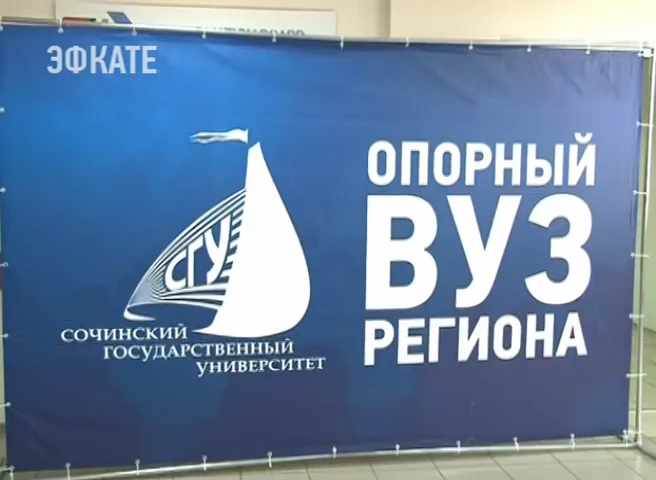 ЭФКАТЕ
СГУ
СОЧИНСКИЙ
ГОСУДАРСТВЕННЫЙ
УНИВЕРСИТЕТ
ОПОРНЫЙ
ВУЗ
РЕГИОНА